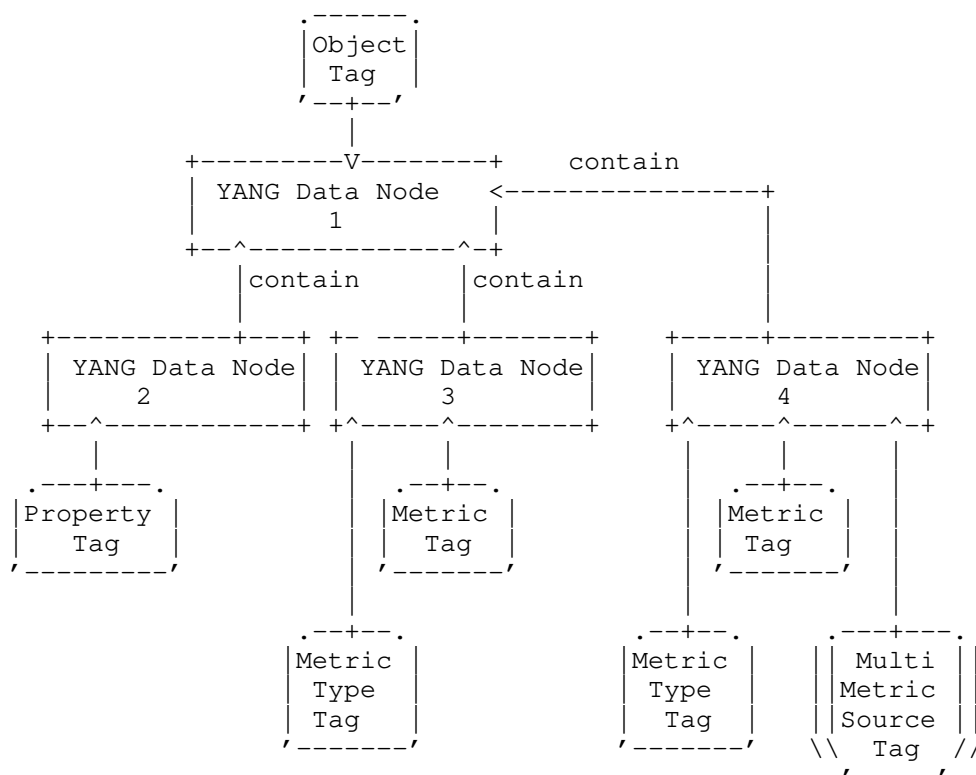 Object
Tag
contain
YANG Data Node
1
contain contain
YANG Data Node YANG Data Node YANG Data Node
2 3 4
Property Metric Metric
Tag Tag Tag
Metric Metric Multi
Type Type Metric
Tag Tag Source
Tag